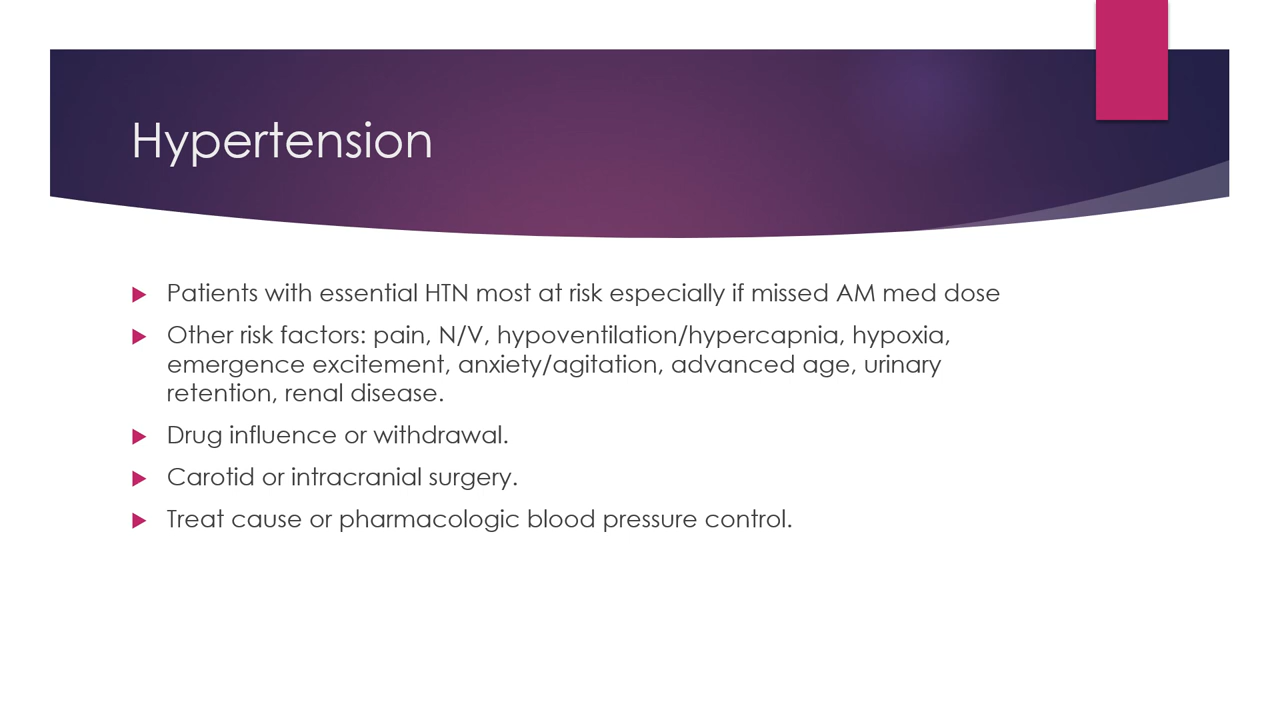 Hypertension
Patients with essential HTN most at risk especially if missed AM med dose
Other risk factors: pain, N/V, hypoventilation/hypercapnia, hypoxia,
emergence excitement, anxiety/agitation, advanced age, urinary
retention, renal disease.
Drug influence or withdrawal.
Carotid or intracranial surgery.
Treat cause or pharmacologic blood pressure control.